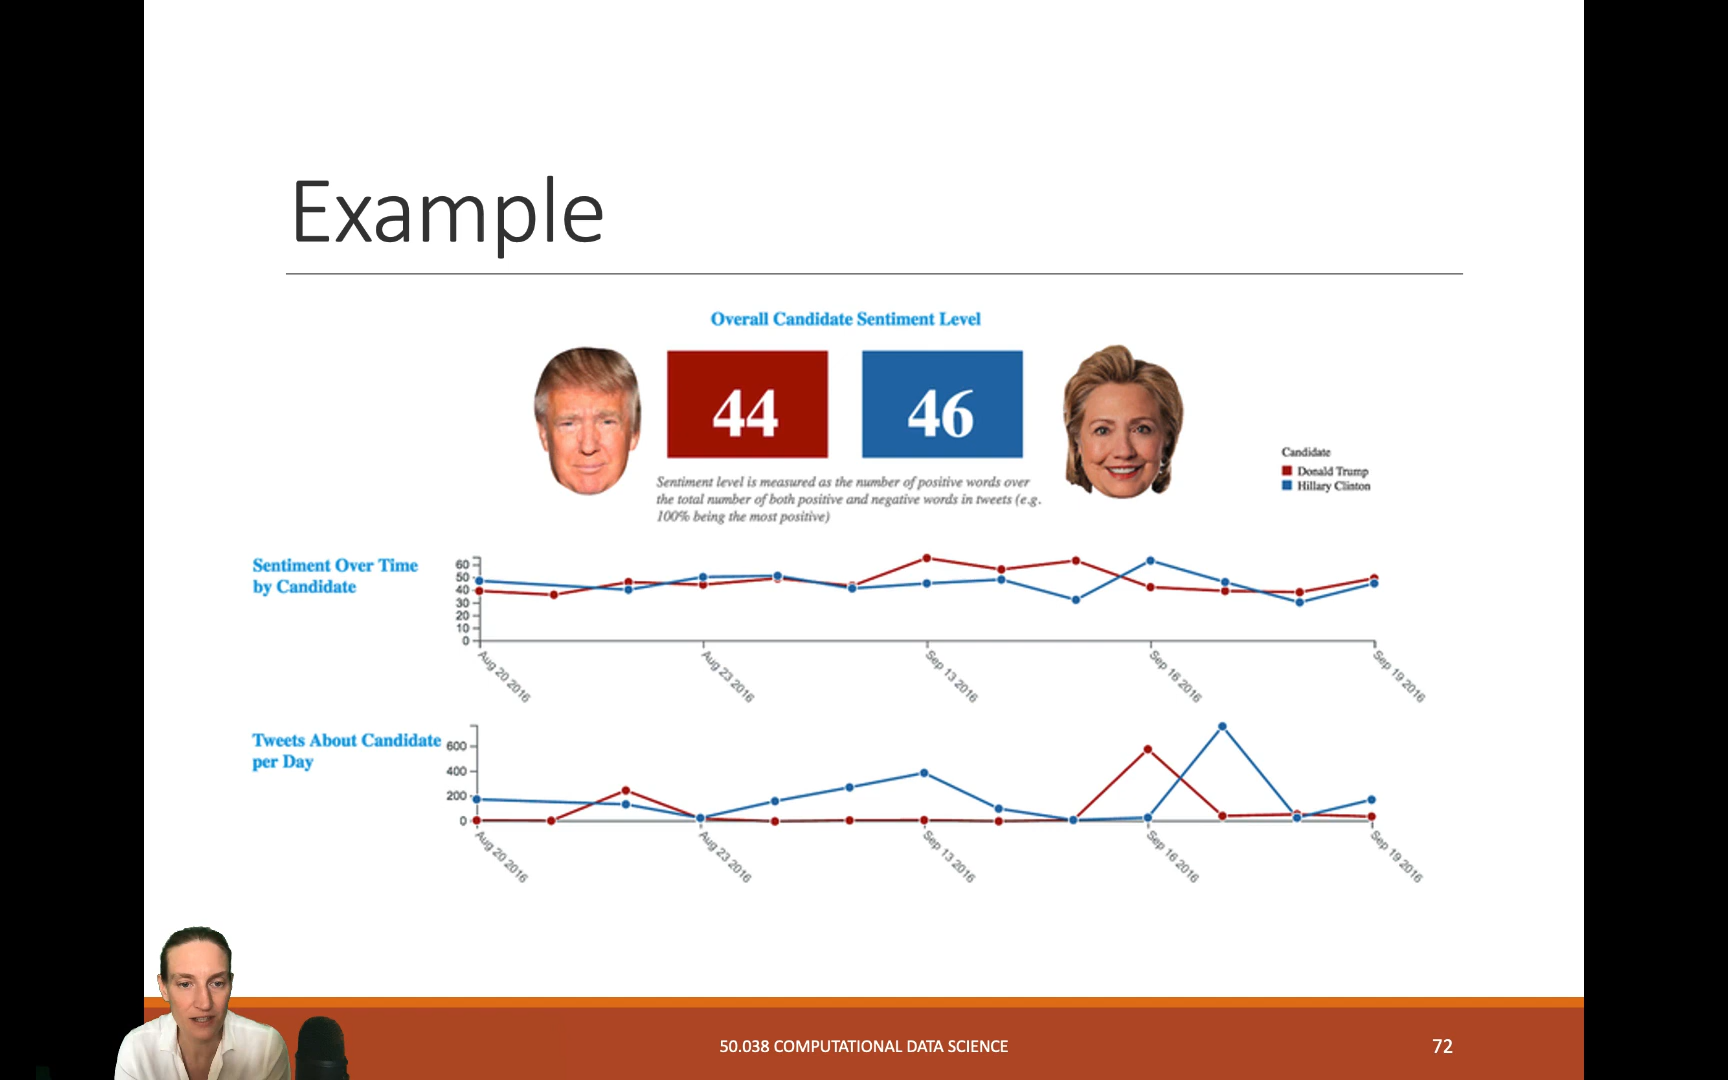 Example
Overall Candidate Sentiment Level
44
46
Sentiment level is measured as the number of positive words over
the total number of both positive and negative words in tweets (e.g.
100% being the most positive)
Candidate
Donald Trump
Hillary Clinton
Sentiment Over Time
by Candidate
60
50
40
30
20
10
0
Aug 20 2016
Aug 23 2016
Sep 13 2016
Sep 16 2016
Sep 19 2016
Tweets About Candidate
per Day
600
400
200
0
Aug 20 2016
Aug 23 2016
Sep 13 2016
Sep 16 2016
Sep 19 2016
50.038 COMPUTATIONAL DATA SCIENCE
72